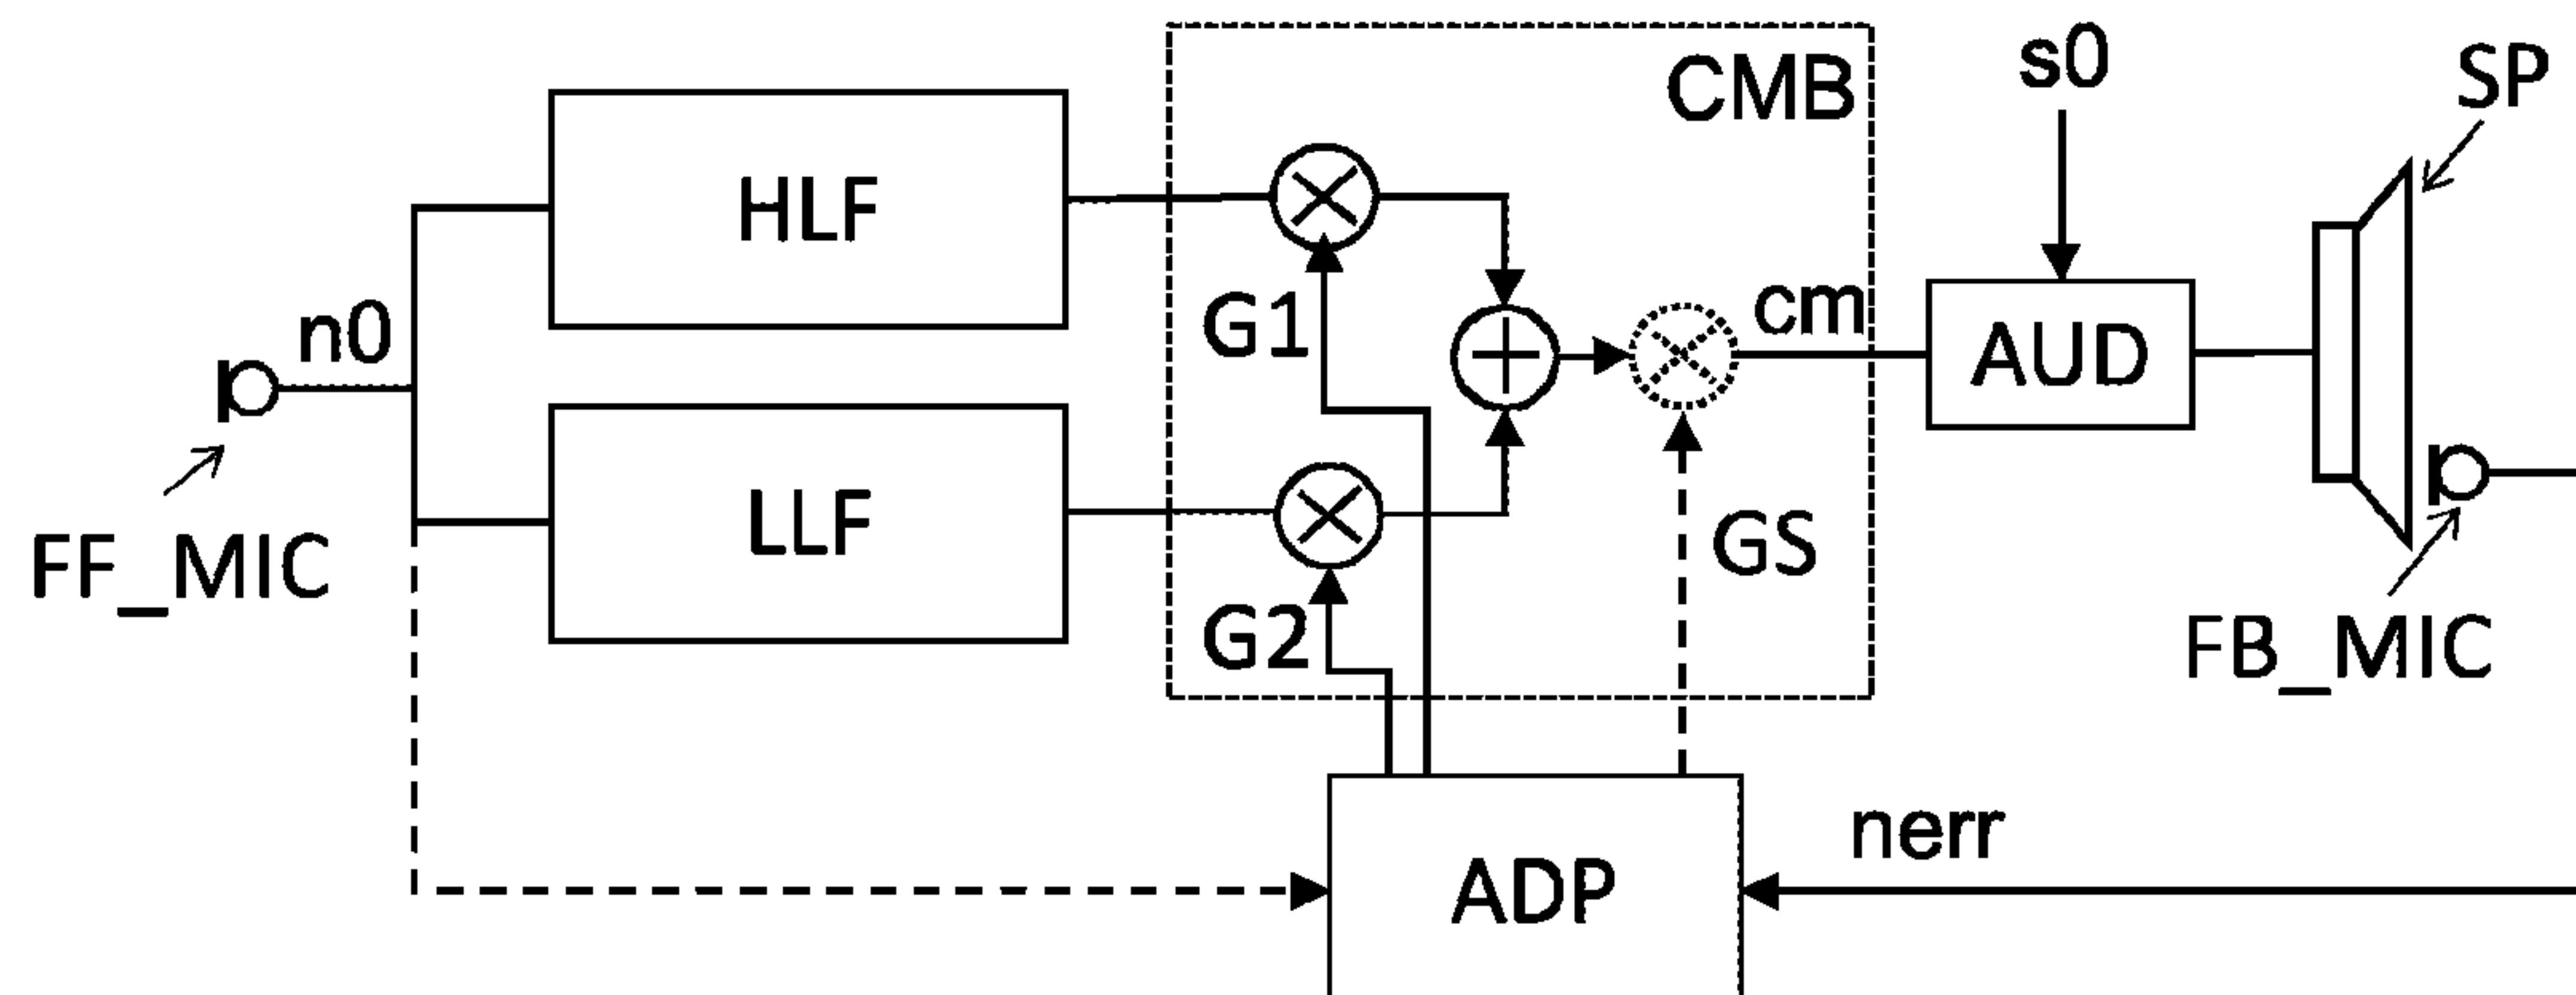 CMB
s0
SP
HLF
n0
G1
cm
AUD
FF_MIC
LLF
GS
G2
FB_MIC
nerr
ADP